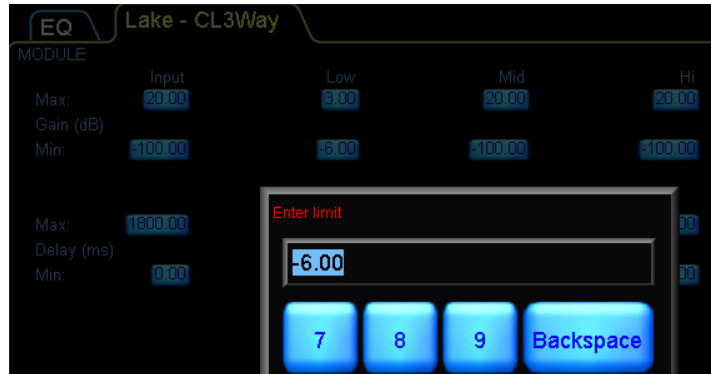 EQ Lake - CL3Way
MODULE
Input Low Mid Hi
Max: 20.00 3.00 20.00 20.00
Gain (dB)
Min: -100.00 -6.00 -100.00 -100.00
Max: 1800.00 00
Delay (ms)
Min: 0.00 00
Enter limit
-6.00
7 8 9 Backspace